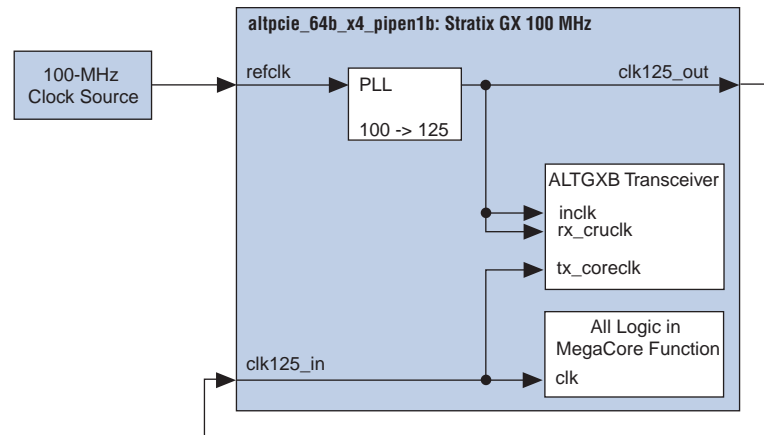 altpcie_64b_x4_pipen1b: Stratix GX 100 MHz
100-MHz
Clock Source
refclk
PLL
100 -> 125
clk125_out
ALTGXB Transceiver
inclk
rx_cruclk
tx_coreclk
All Logic in
MegaCore Function
clk
clk125_in